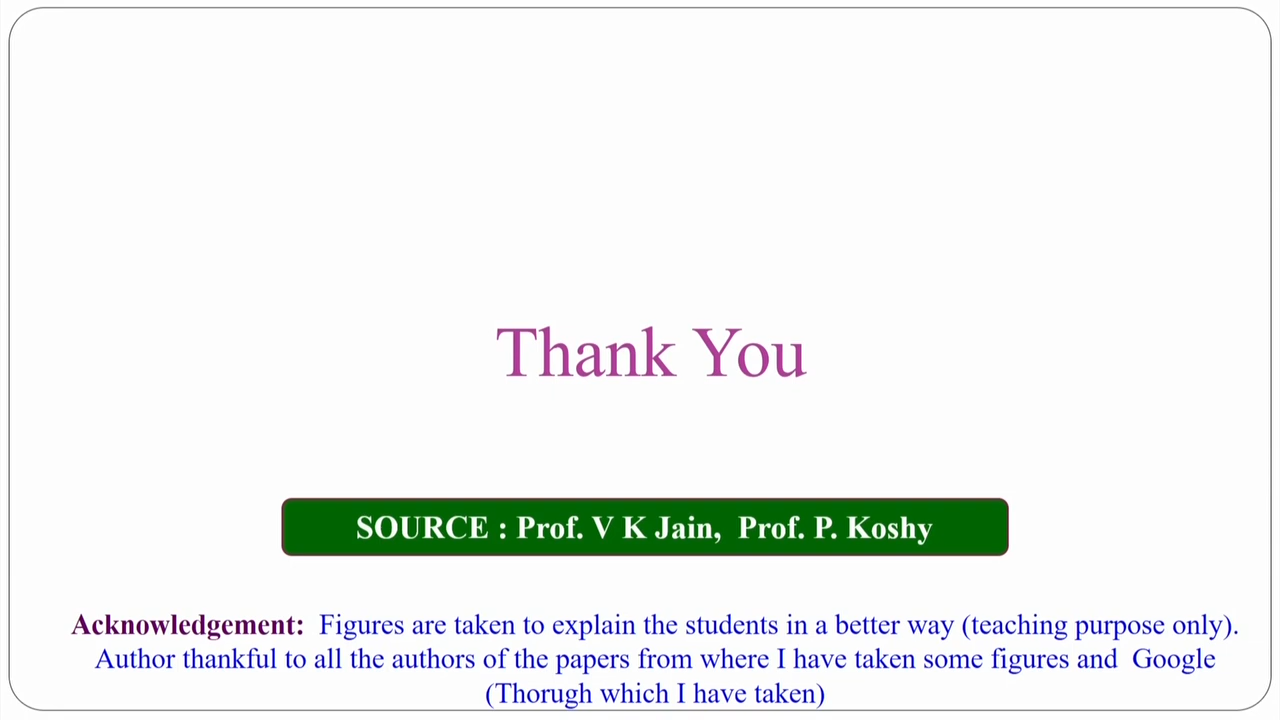 Thank You
SOURCE : Prof. V K Jain, Prof. P. Koshy
Acknowledgement: Figures are taken to explain the students in a better way (teaching purpose only).
Author thankful to all the authors of the papers from where I have taken some figures and Google
(Thorugh which I have taken)